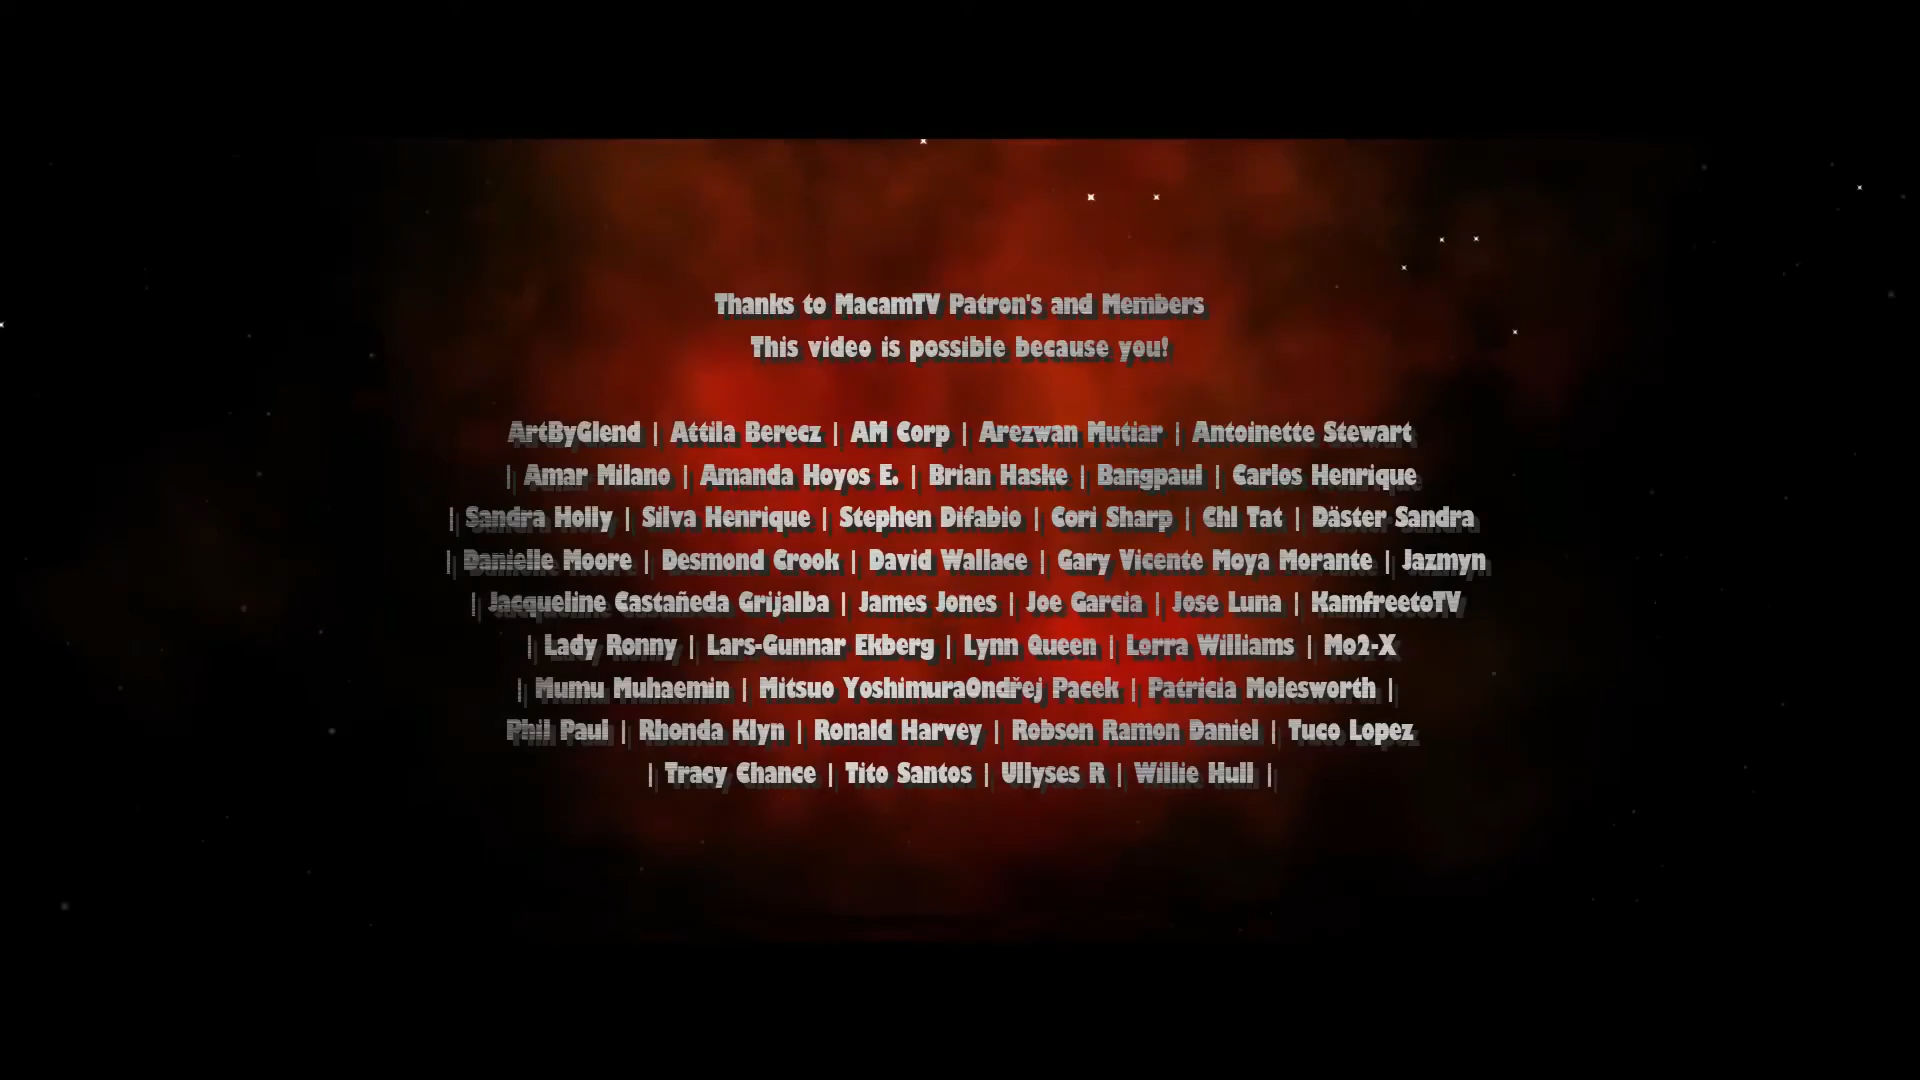 Thanks to MacamTV Patron's and Members
This video is possible because you!
ArtByGlend | Attila Berecz | AM Corp | Arezwan Mutiar | Antoinette Stewart
| Amar Milano | Amanda Hoyos E. | Brian Haske | Bangpaul | Carlos Henrique
| Sandra Holly | Silva Henrique | Stephen Difabio | Cori Sharp | Chl Tat | Däster Sandra
| Danielle Moore | Desmond Crook | David Wallace | Gary Vicente Moya Morante | Jazmyn
| Jacqueline Castañeda Grijalba | James Jones | Joe Garcia | Jose Luna | KamfreetoTV
| Lady Ronny | Lars-Gunnar Ekberg | Lynn Queen | Lorra Williams | Mo2-X
| Mumu Muhaemin | Mitsuo YoshimuraOndřej Pacek | Patricia Molesworth |
Phil Paul | Rhonda Klyn | Ronald Harvey | Robson Ramon Daniel | Tuco Lopez
| Tracy Chance | Tito Santos | Ullyses R | Willie Hull |